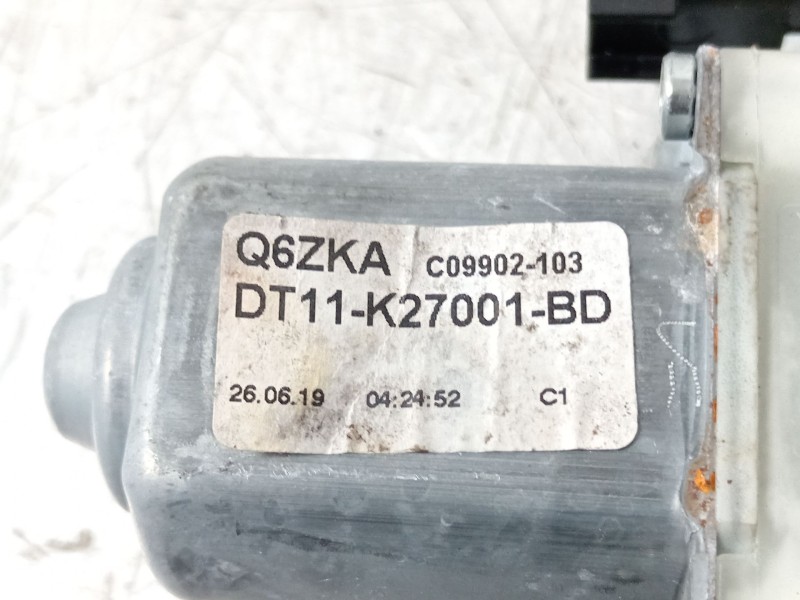 Q6ZKA C09902-103
DT11-K27001-BD
26.06.19 04:24:52 C1